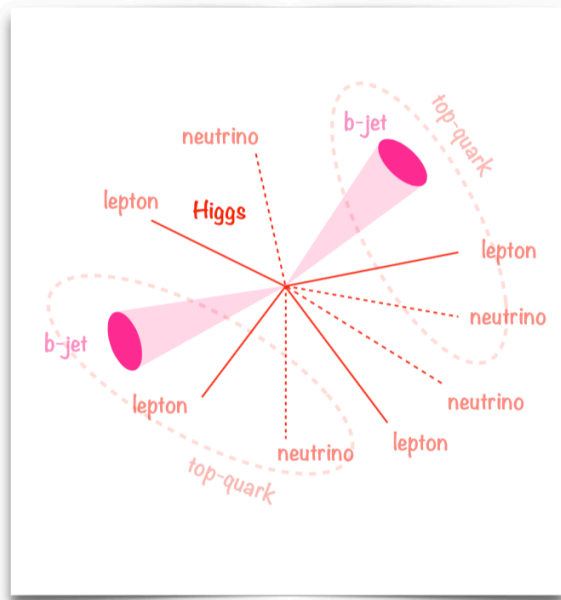 top-quark
b-jet
neutrino
lepton
Higgs
lepton
neutrino
b-jet
neutrino
lepton
lepton
neutrino
top-quark